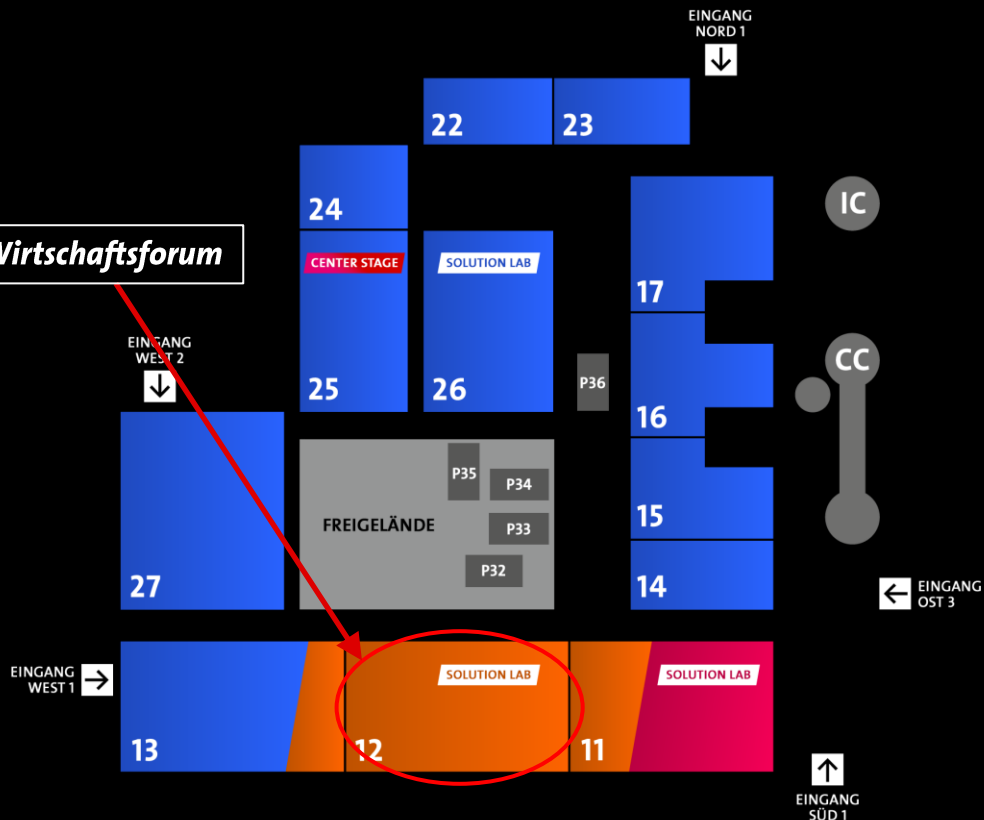 EINGANG
NORD 1
22
23
24
IC
Wirtschaftsforum
CENTER STAGE
SOLUTION LAB
17
EINGANG
WEST 2
CC
25
26
P36
16
P35
P34
FREIGELÄNDE
P33
15
P32
27
14
EINGANG
OST 3
EINGANG
WEST 1
SOLUTION LAB
SOLUTION LAB
13
12
11
EINGANG
SÜD 1